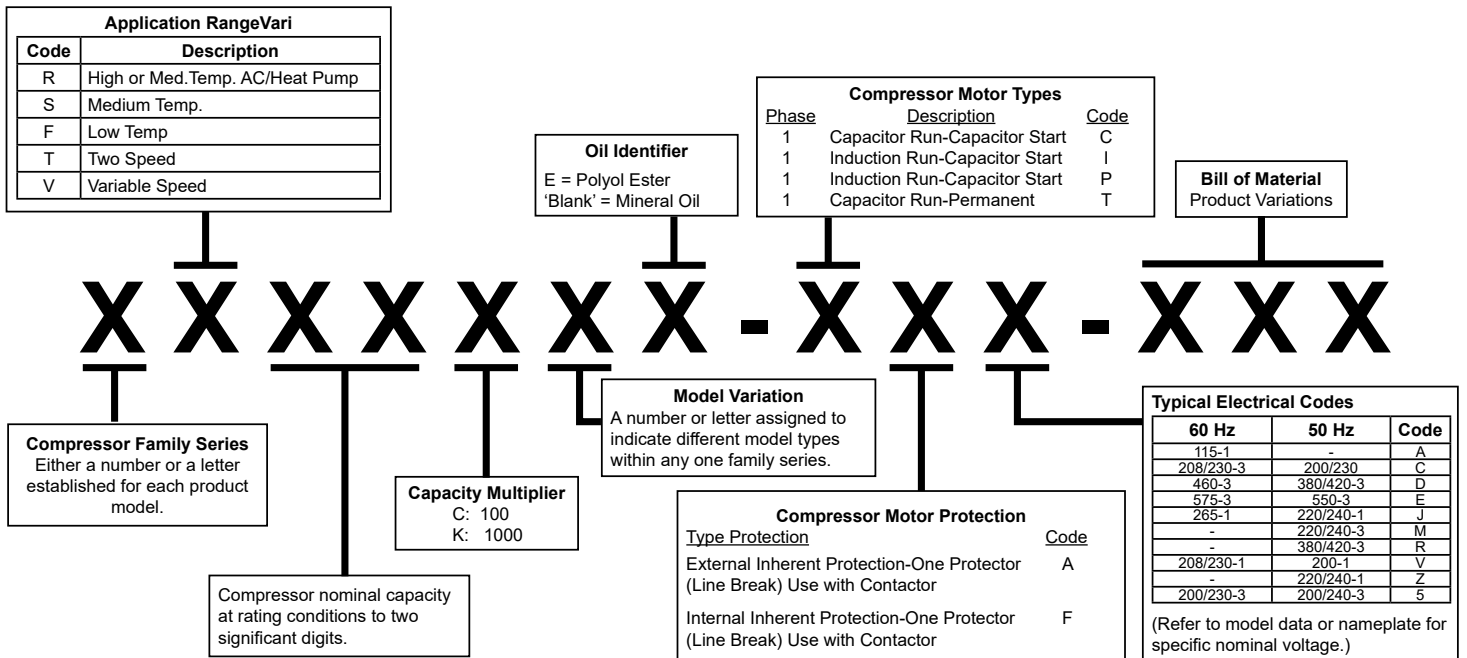 Application RangeVari
Code Description
R High or Med.Temp. AC/Heat Pump
S Medium Temp.
F Low Temp
T Two Speed
V Variable Speed
Oil Identifier
E = Polyol Ester
‘Blank’ = Mineral Oil
Compressor Motor Types
Phase Description Code
1 Capacitor Run-Capacitor Start C
1 Induction Run-Capacitor Start I
1 Induction Run-Capacitor Start P
1 Capacitor Run-Permanent T
Bill of Material
Product Variations
X X X X X X X - X X X - X X X
Compressor Family Series
Either a number or a letter
established for each product
model.
Compressor nominal capacity
at rating conditions to two
significant digits.
Capacity Multiplier
C: 100
K: 1000
Model Variation
A number or letter assigned to
indicate different model types
within any one family series.
Compressor Motor Protection
Type Protection Code
External Inherent Protection-One Protector A
(Line Break) Use with Contactor
Internal Inherent Protection-One Protector F
(Line Break) Use with Contactor
Typical Electrical Codes
60 Hz 50 Hz Code
115-1 - A
208/230-3 200/230 C
460-3 380/420-3 D
575-3 550-3 E
265-1 220/240-1 J
- 220/240-3 M
- 380/420-3 R
208/230-1 200-1 V
- 220/240-1 Z
200/230-3 200/240-3 5
(Refer to model data or nameplate for
specific nominal voltage.)